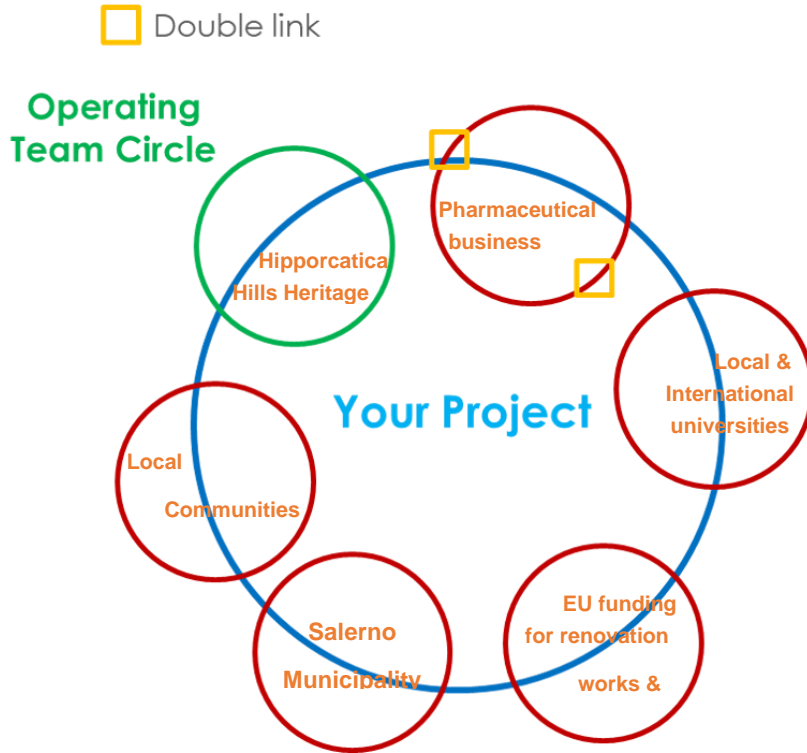 Double link
Operating
Team Circle
Pharmaceutical
business
Hipporcatica
Hills Heritage
Local &
International
universities
Your Project
Local
Communities
EU funding
for renovation
works &
Salerno
Municipality